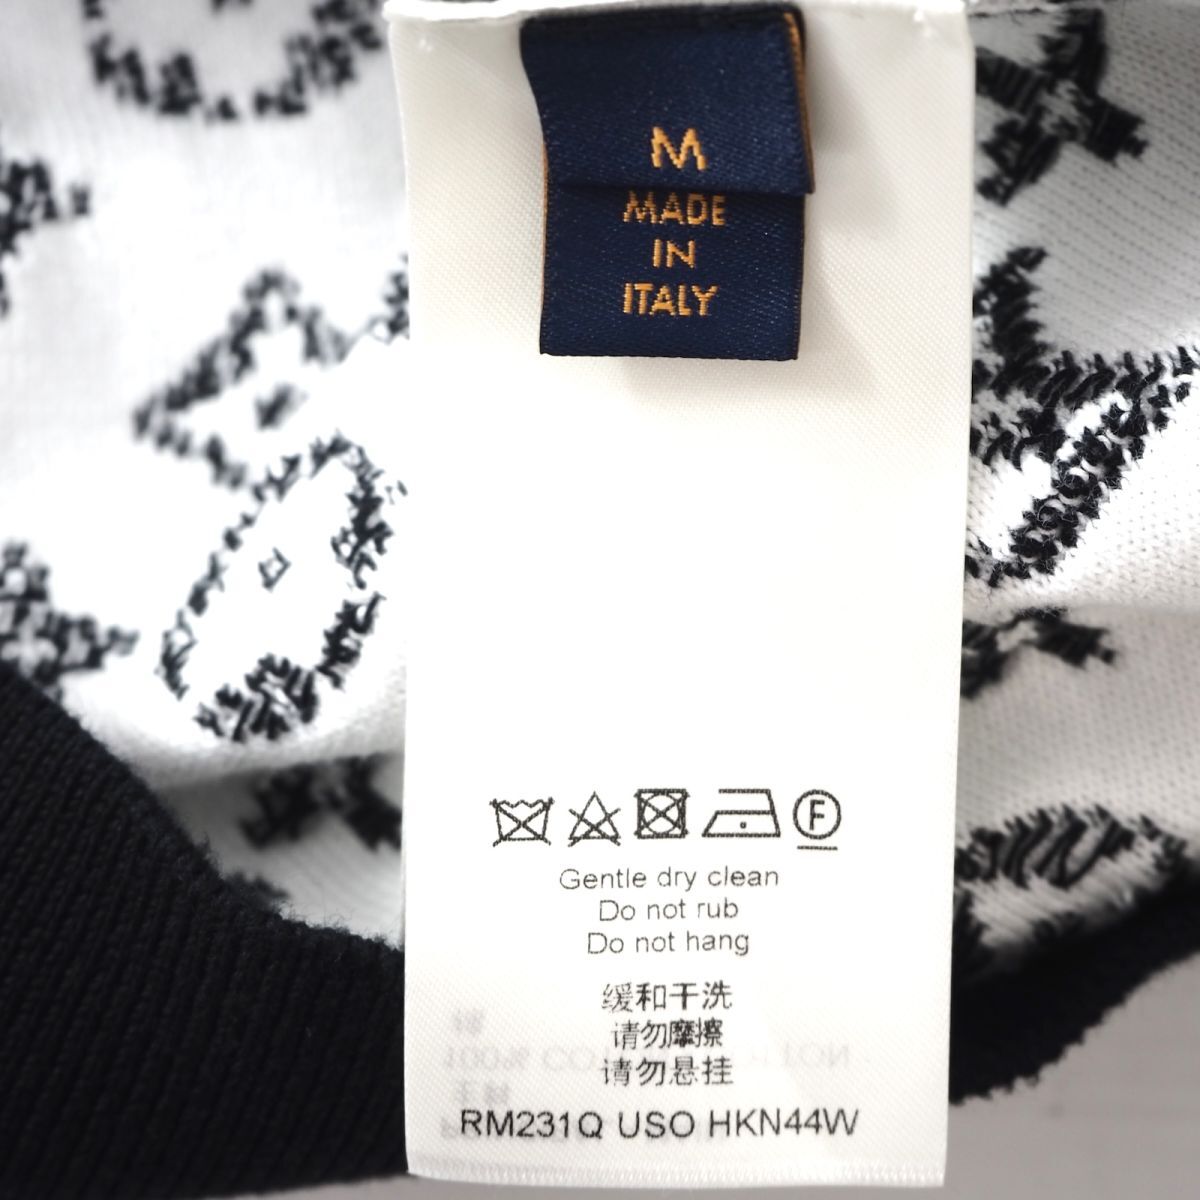 M
MADE
IN
ITALY
F
Gentle dry clean
Do not rub
Do not hang
缓和干洗
请勿摩擦
请勿悬挂
RM231Q USO HKN44W